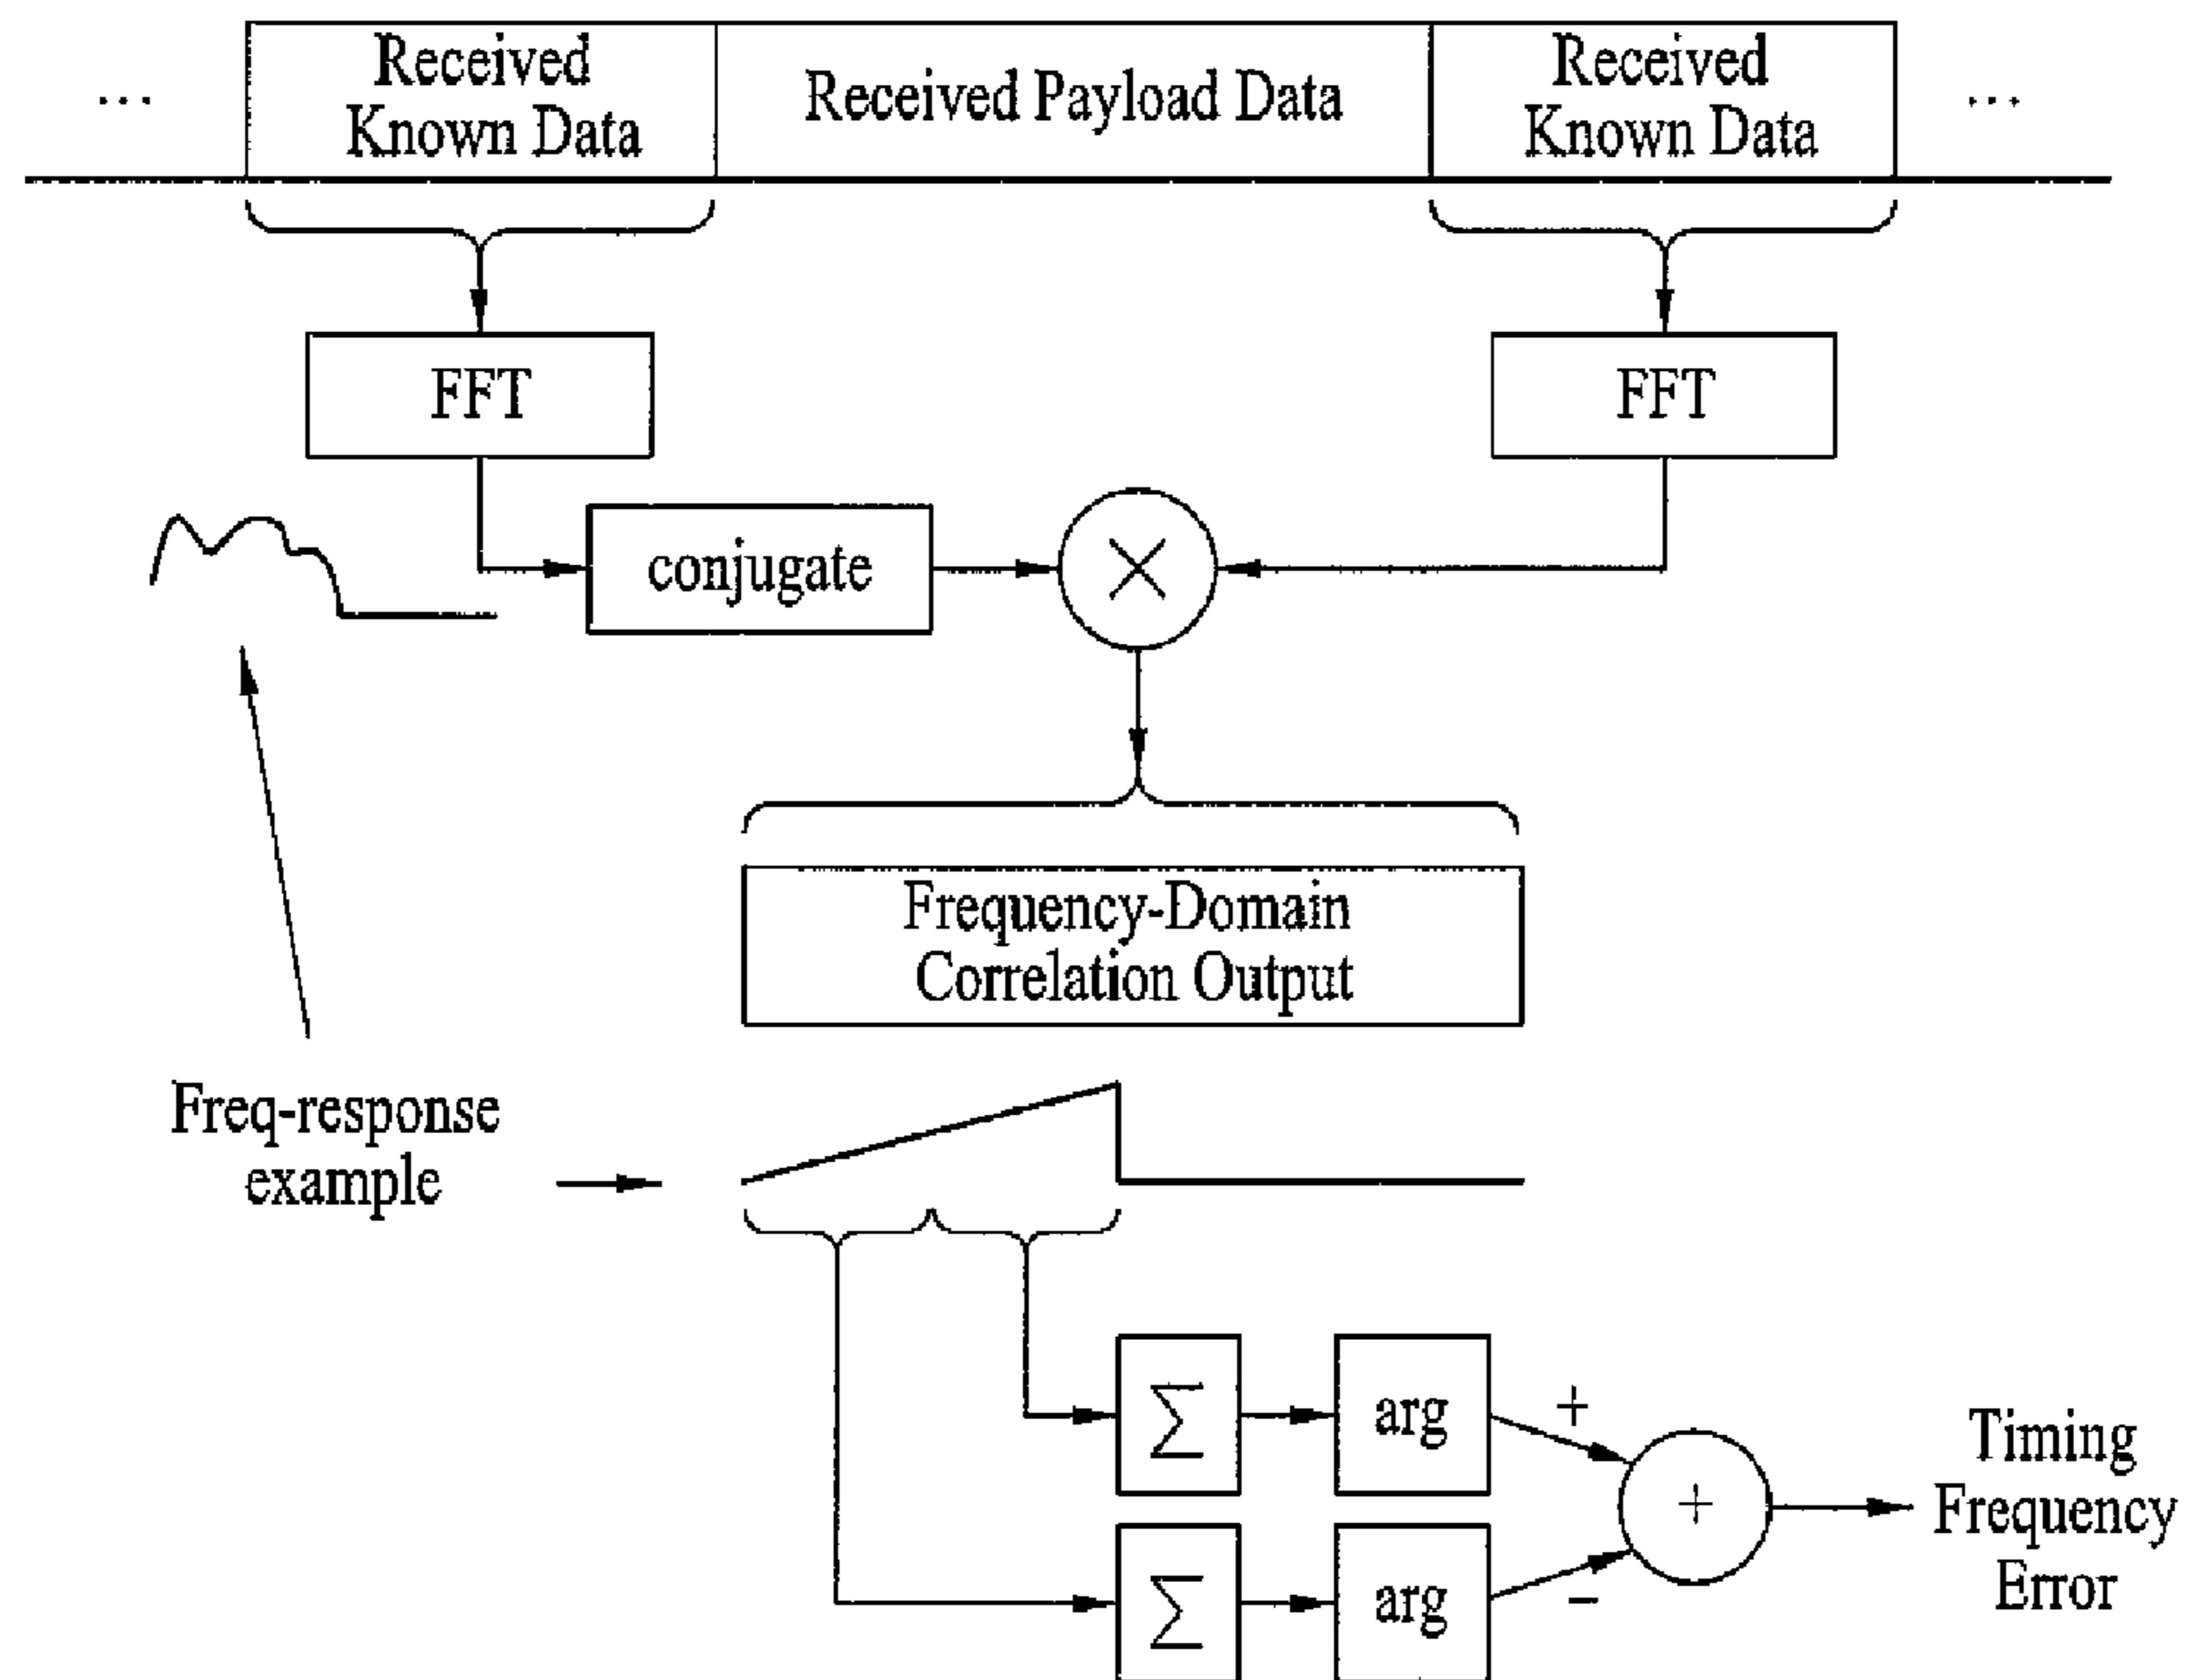 ...
Received
Known Data
Received Payload Data
Received
Known Data
...
FFT
FFT
conjugate
×
Frequency-Domain
Correlation Output
Freq-response
example
Σ
arg
+
Σ
arg
−
+
Timing
Frequency
Error